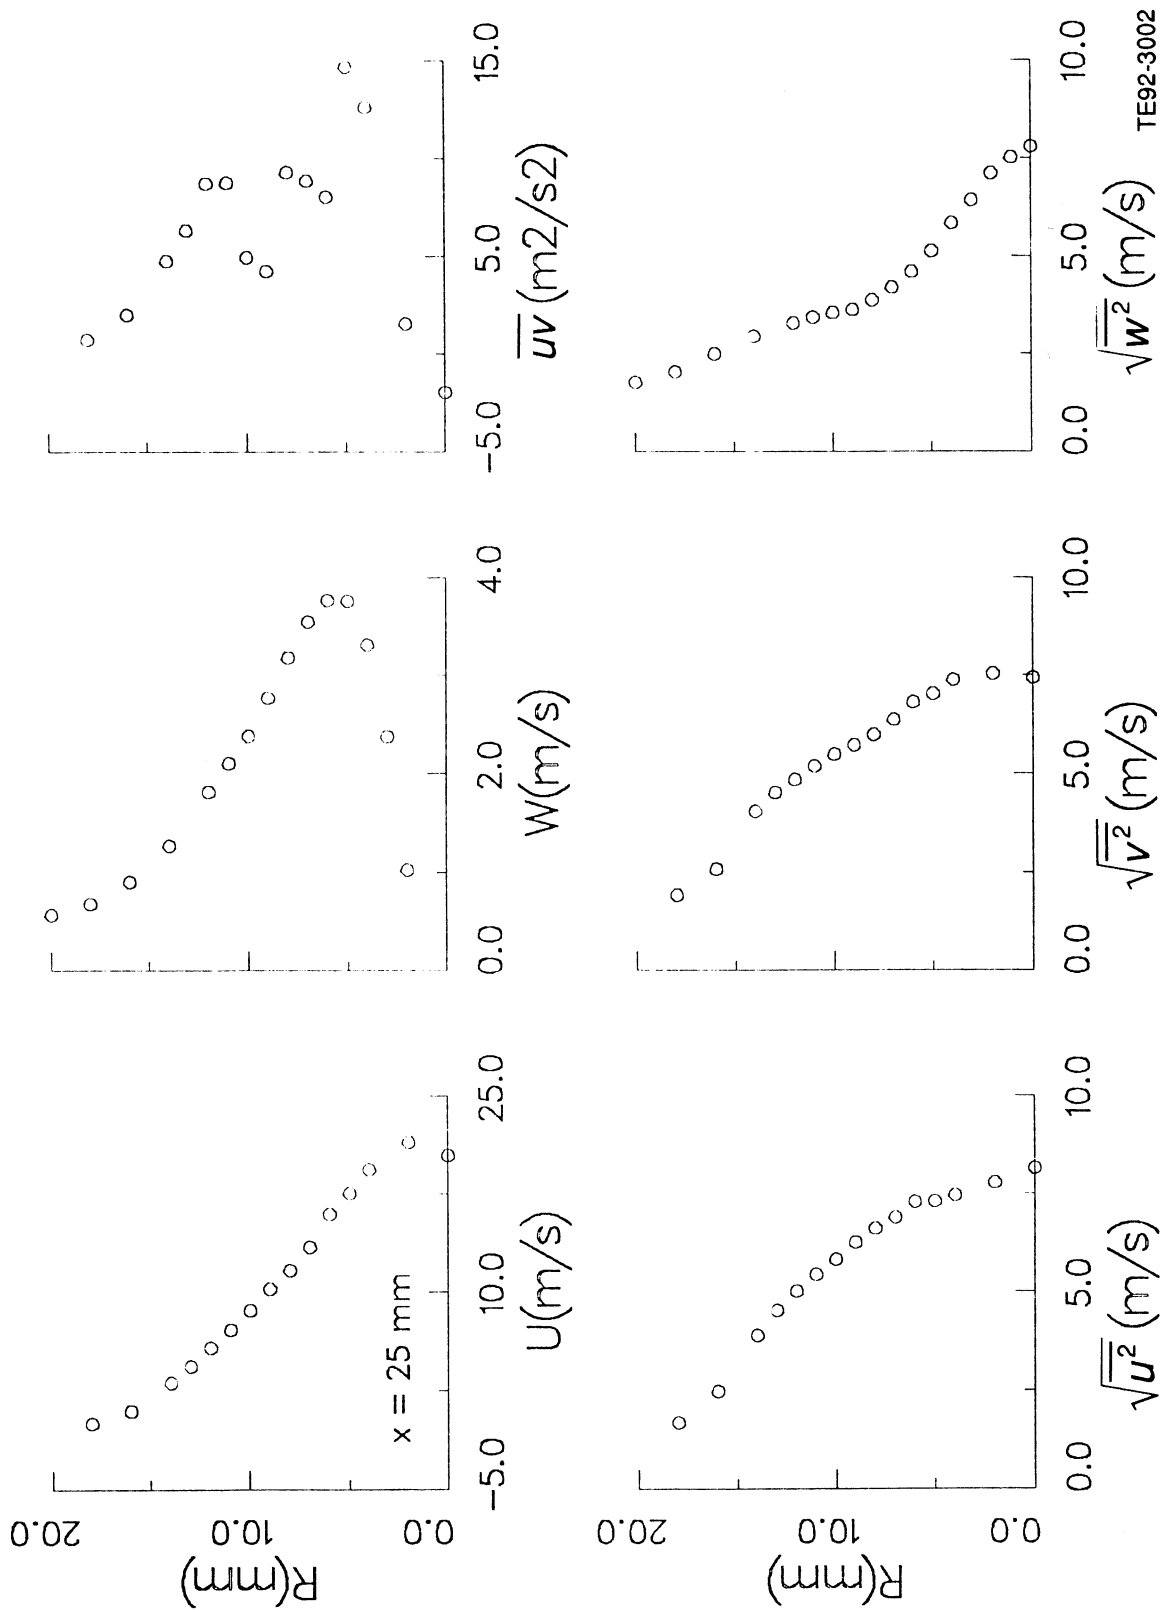 20.0
10.0
0.0
R(mm)
x = 25 mm
-5.0 10.0 25.0
U(m/s)
0.0 2.0 4.0
W(m/s)
-5.0 5.0 15.0
uv (m2/s2)
20.0
10.0
0.0
R(mm)
0.0 5.0 10.0
√u² (m/s)
0.0 5.0 10.0
√v² (m/s)
0.0 5.0 10.0
√w² (m/s)
TE92-3002